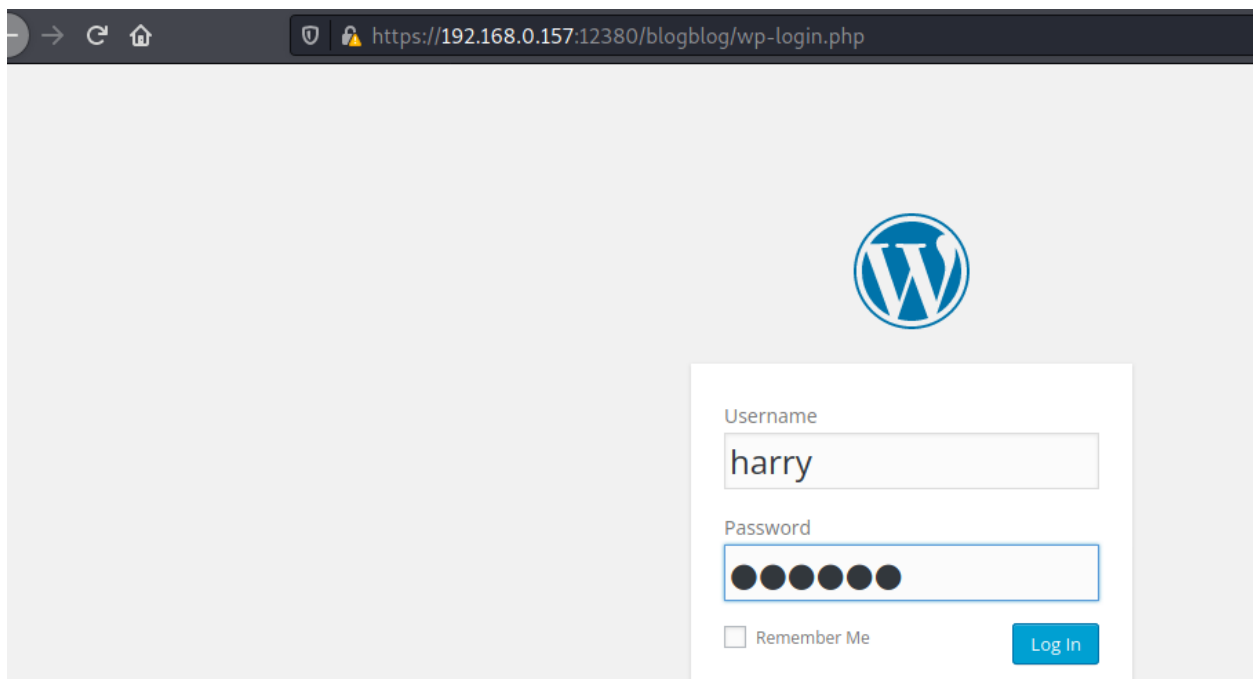 https://192.168.0.157:12380/blogblog/wp-login.php
Username
harry
Password
●●●●●●
Remember Me
Log In